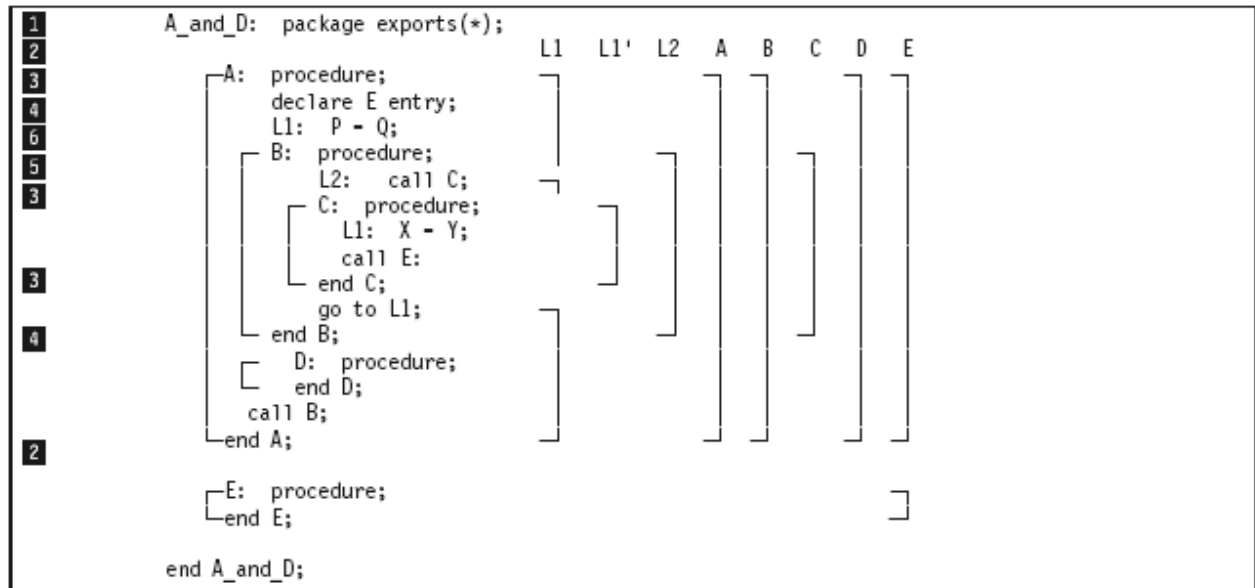 1 A_and_D: package exports(*);
2 L1 L1' L2 A B C D E
3 A: procedure;
4 declare E entry;
6 L1: P - Q;
5 B: procedure;
3 L2: call C;
C: procedure;
L1: X - Y;
call E:
3 end C;
go to L1;
4 end B;
D: procedure;
end D;
call B;
end A;
2
E: procedure;
end E;
end A_and_D;